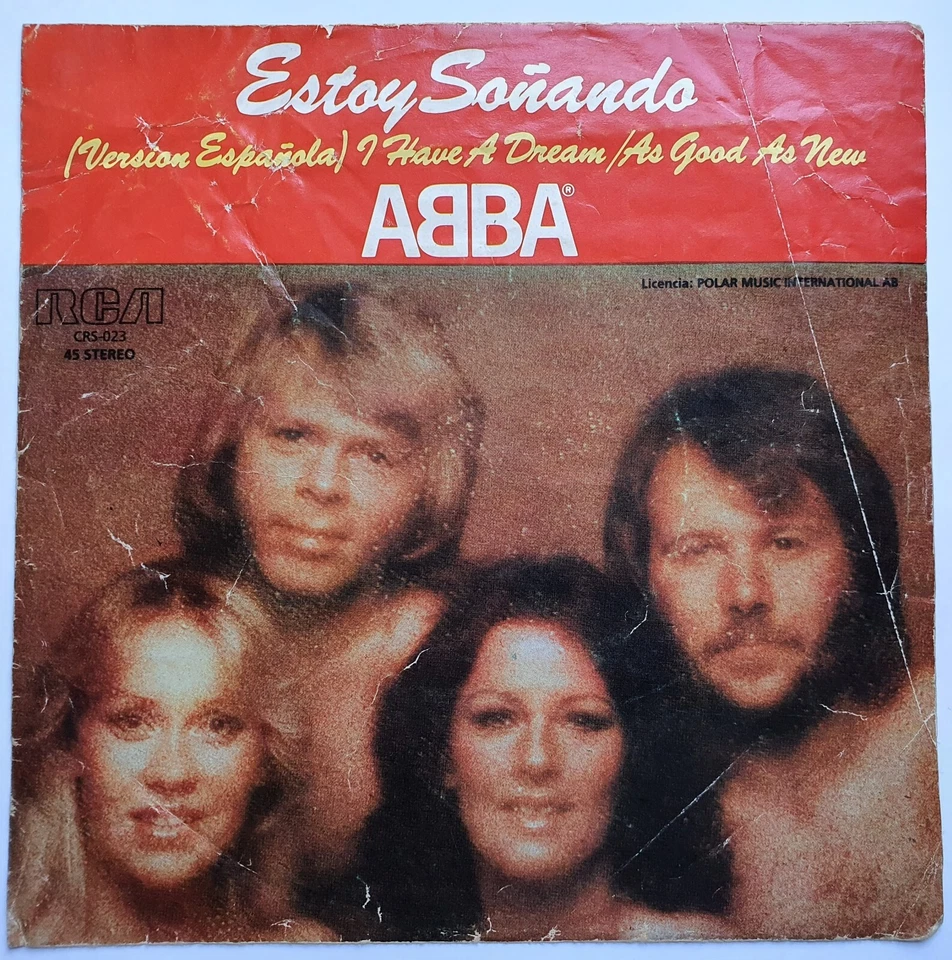 Estoy Soñando
(Version Española) I Have A Dream/As Good As New
ABBA®
Licencia: POLAR MUSIC INTERNATIONAL AB
RCA
CRS-023
45 STEREO